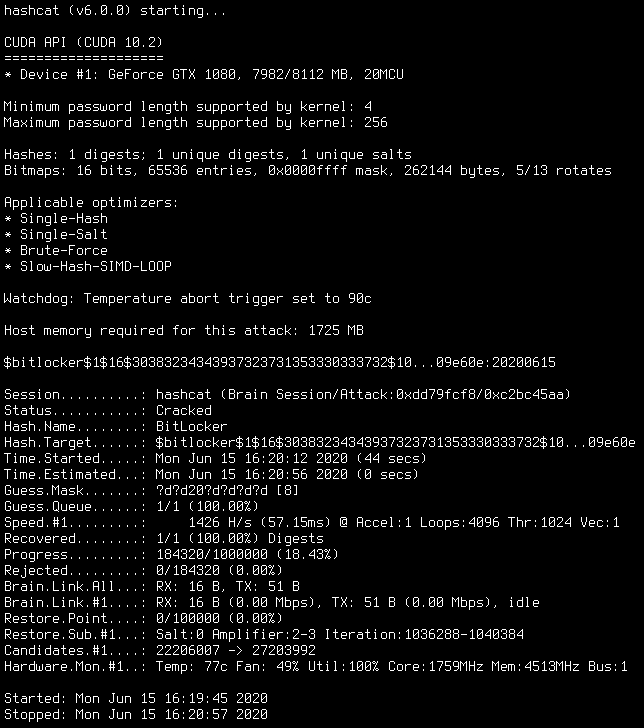 hashcat (v6.0.0) starting...
CUDA API (CUDA 10.2)
====================
* Device #1: GeForce GTX 1080, 7982/8112 MB, 20MCU
Minimum password length supported by kernel: 4
Maximum password length supported by kernel: 256
Hashes: 1 digests; 1 unique digests, 1 unique salts
Bitmaps: 16 bits, 65536 entries, 0x0000ffff mask, 262144 bytes, 5/13 rotates
Applicable optimizers:
* Single-Hash
* Single-Salt
* Brute-Force
* Slow-Hash-SIMD-LOOP
Watchdog: Temperature abort trigger set to 90c
Host memory required for this attack: 1725 MB
$bitlocker$1$16$30383234343937323731353330333732$10...09e60e:20200615
Session..........: hashcat (Brain Session/Attack:0xdd79fcf8/0xc2bc45aa)
Status...........: Cracked
Hash.Name........: BitLocker
Hash.Target......: $bitlocker$1$16$30383234343937323731353330333732$10...09e60e
Time.Started.....: Mon Jun 15 16:20:12 2020 (44 secs)
Time.Estimated...: Mon Jun 15 16:20:56 2020 (0 secs)
Guess.Mask.......: ?d?d20?d?d?d?d [8]
Guess.Queue......: 1/1 (100.00%)
Speed.#1.........:     1426 H/s (57.15ms) @ Accel:1 Loops:4096 Thr:1024 Vec:1
Recovered........: 1/1 (100.00%) Digests
Progress.........: 184320/1000000 (18.43%)
Rejected.........: 0/184320 (0.00%)
Brain.Link.All...: RX: 16 B, TX: 51 B
Brain.Link.#1....: RX: 16 B (0.00 Mbps), TX: 51 B (0.00 Mbps), idle
Restore.Point....: 0/100000 (0.00%)
Restore.Sub.#1...: Salt:0 Amplifier:2-3 Iteration:1036288-1040384
Candidates.#1....: 22206007 -> 27203992
Hardware.Mon.#1..: Temp: 77c Fan: 49% Util:100% Core:1759MHz Mem:4513MHz Bus:1
Started: Mon Jun 15 16:19:45 2020
Stopped: Mon Jun 15 16:20:57 2020